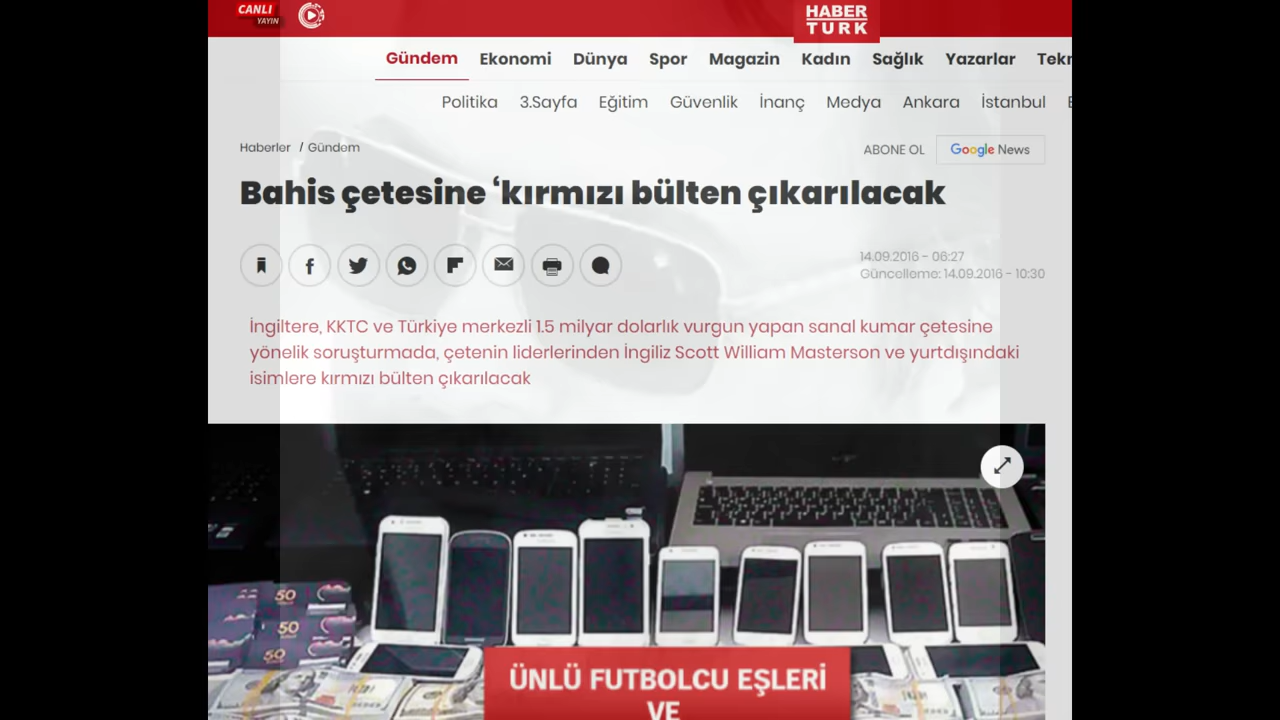 CANLI
YAYIN
HABER
TURK
Gündem Ekonomi Dünya Spor Magazin Kadın Sağlık Yazarlar Tekr
Politika 3.Sayfa Eğitim Güvenlik İnanç Medya Ankara İstanbul
Haberler / Gündem
ABONE OL Google News
Bahis çetesine ‘kırmızı bülten çıkarılacak
14.09.2016 - 06:27
Güncelleme: 14.09.2016 - 10:30
İngiltere, KKTC ve Türkiye merkezli 1.5 milyar dolarlık vurgun yapan sanal kumar çetesine
yönelik soruşturmada, çetenin liderlerinden İngiliz Scott William Masterson ve yurtdışındaki
isimlere kırmızı bülten çıkarılacak
50
50
50
ÜNLÜ FUTBOLCU EŞLERİ
VE